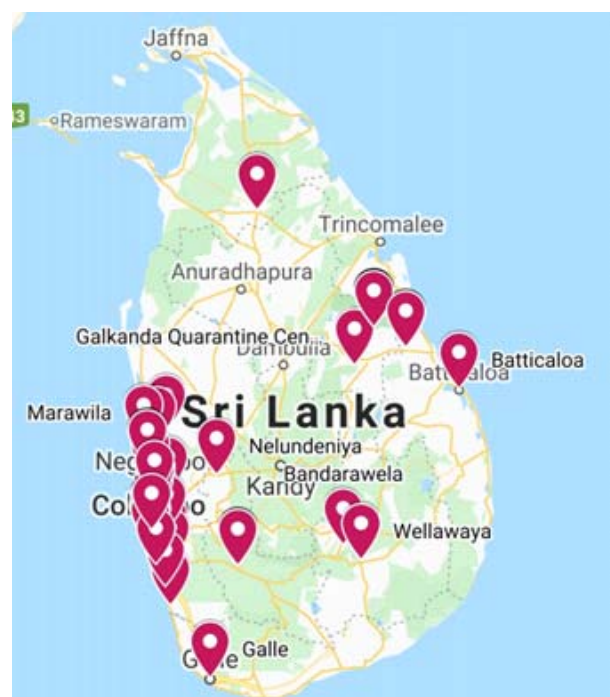 Jaffna
Rameswaram
Trincomalee
Anuradhapura
Galkanda Quarantine Cen
Dambulla
Batticaloa
Marawila
Sri Lanka
Nelundeniya
Kandy
Bandarawela
Wellawaya
Galle